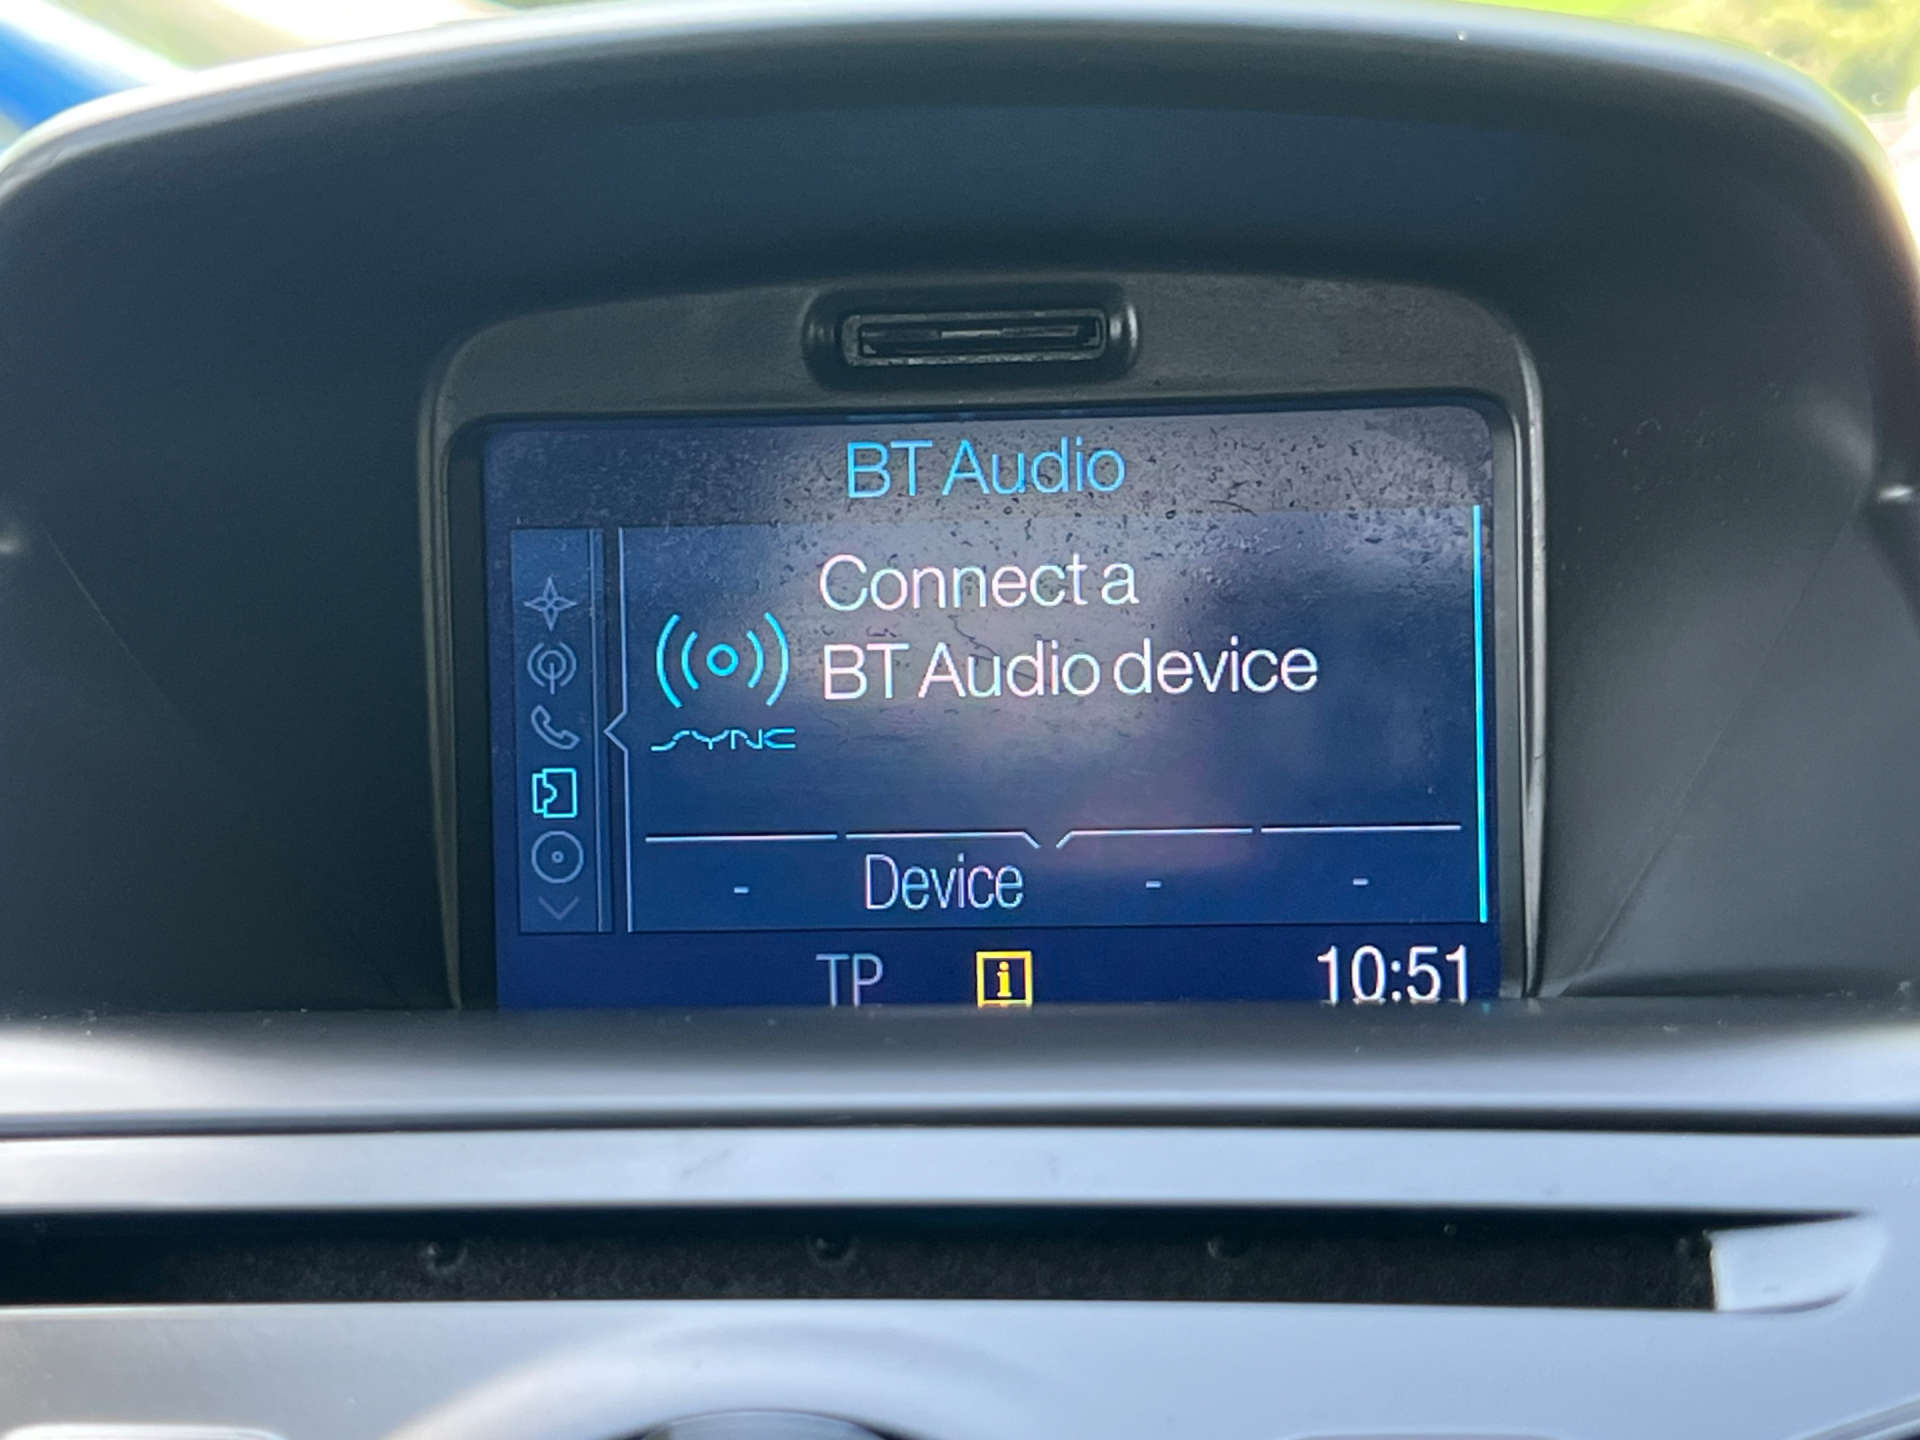 BT Audio
Connect a
BT Audio device
SYNC
- Device - -
TP i 10:51